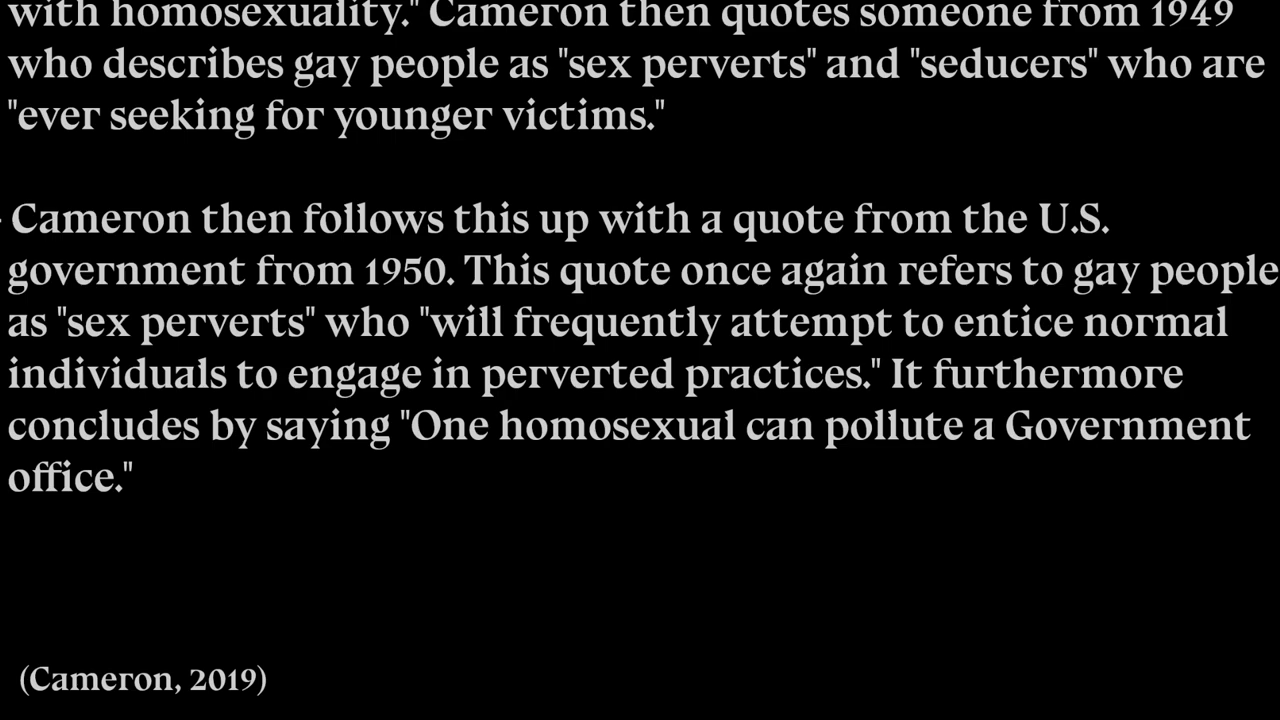 with homosexuality." Cameron then quotes someone from 1949
who describes gay people as "sex perverts" and "seducers" who are
"ever seeking for younger victims."
Cameron then follows this up with a quote from the U.S.
government from 1950. This quote once again refers to gay people
as "sex perverts" who "will frequently attempt to entice normal
individuals to engage in perverted practices." It furthermore
concludes by saying "One homosexual can pollute a Government
office."
(Cameron, 2019)